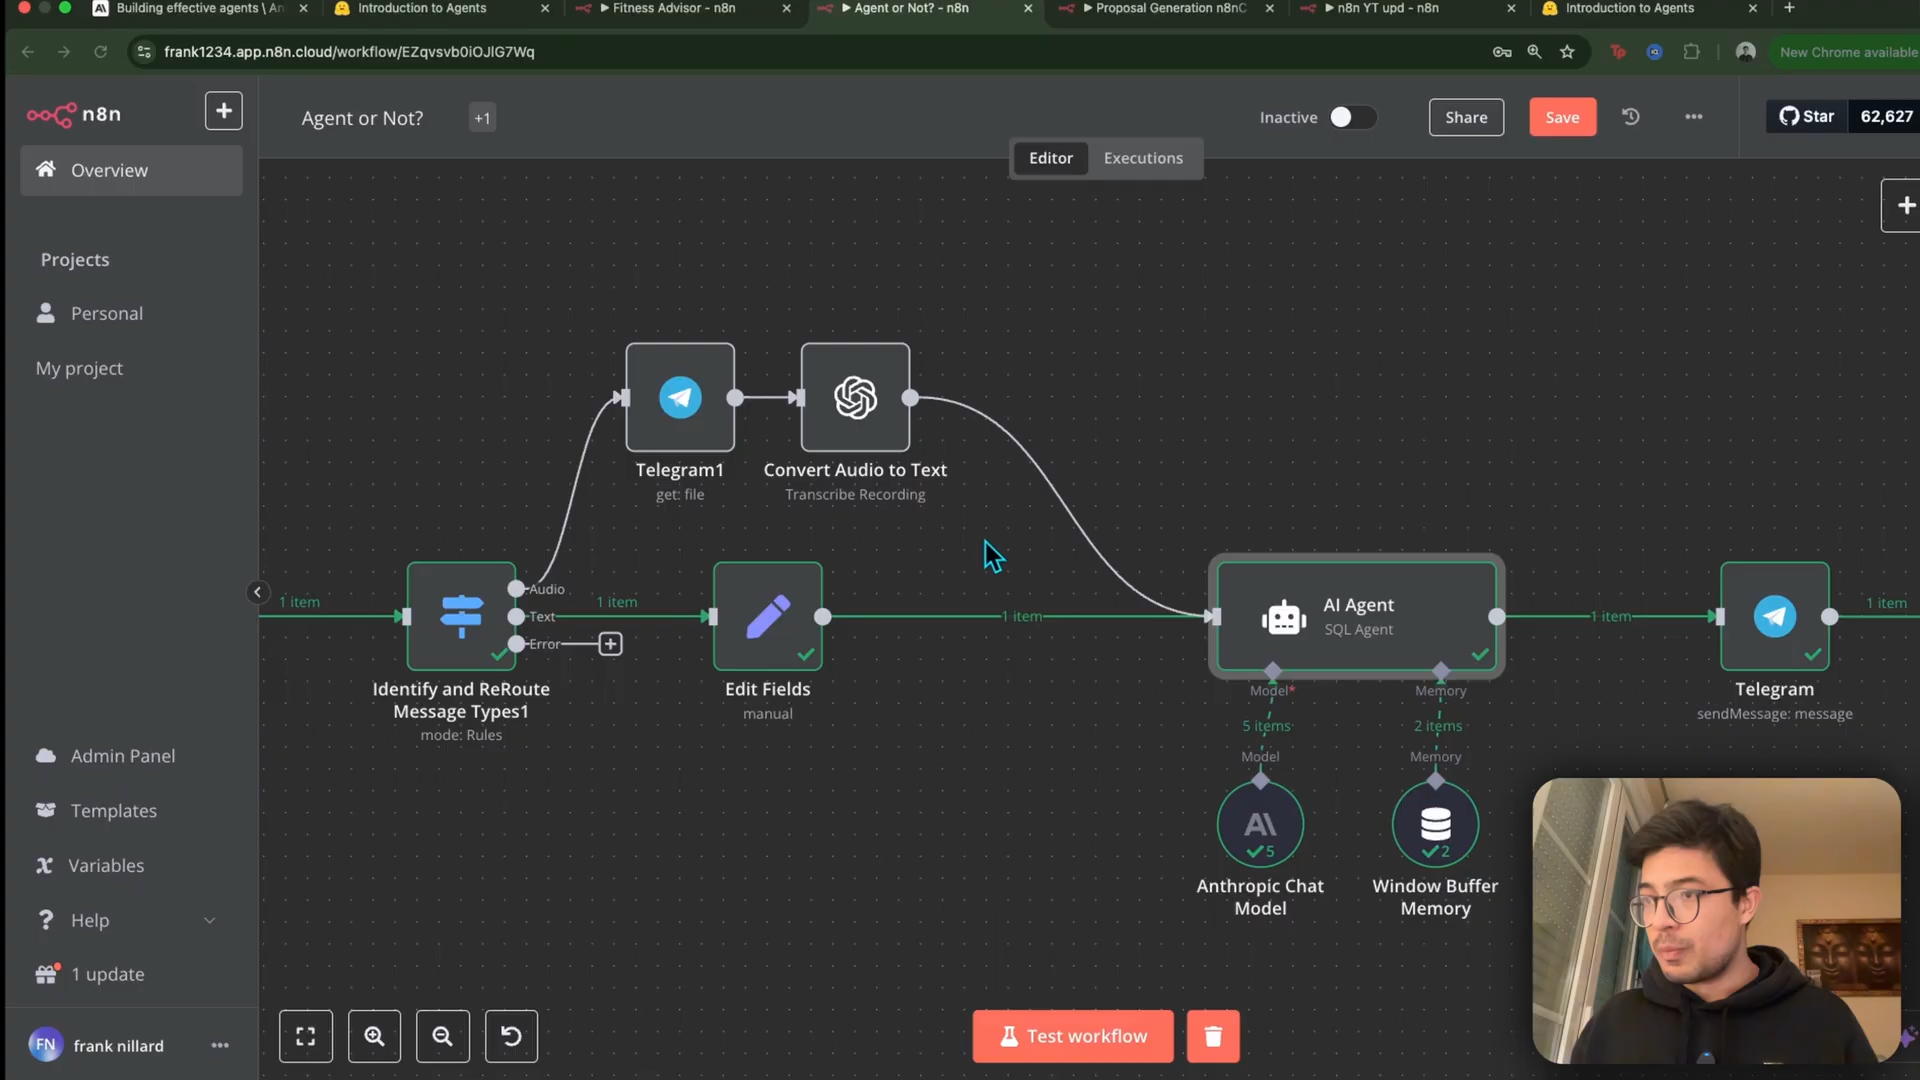 Building effective agents \ An
Introduction to Agents
Fitness Advisor - n8n
Agent or Not? - n8n
Proposal Generation n8nC
n8n YT upd - n8n
Introduction to Agents
frank1234.app.n8n.cloud/workflow/EZqvsvb0iOJlG7Wq
New Chrome available
n8n
Agent or Not?
+1
Inactive
Share
Save
Star
62,627
Editor
Executions
Overview
Projects
Personal
My project
Admin Panel
Templates
Variables
Help
1 update
FN
frank nillard
Telegram1
get: file
Convert Audio to Text
Transcribe Recording
1 item
Audio
Text
Error
1 item
1 item
1 item
1 item
Identify and ReRoute
Message Types1
mode: Rules
Edit Fields
manual
AI Agent
SQL Agent
Model*
Memory
5 items
2 items
Model
Memory
5
2
Anthropic Chat
Model
Window Buffer
Memory
Telegram
sendMessage: message
Test workflow